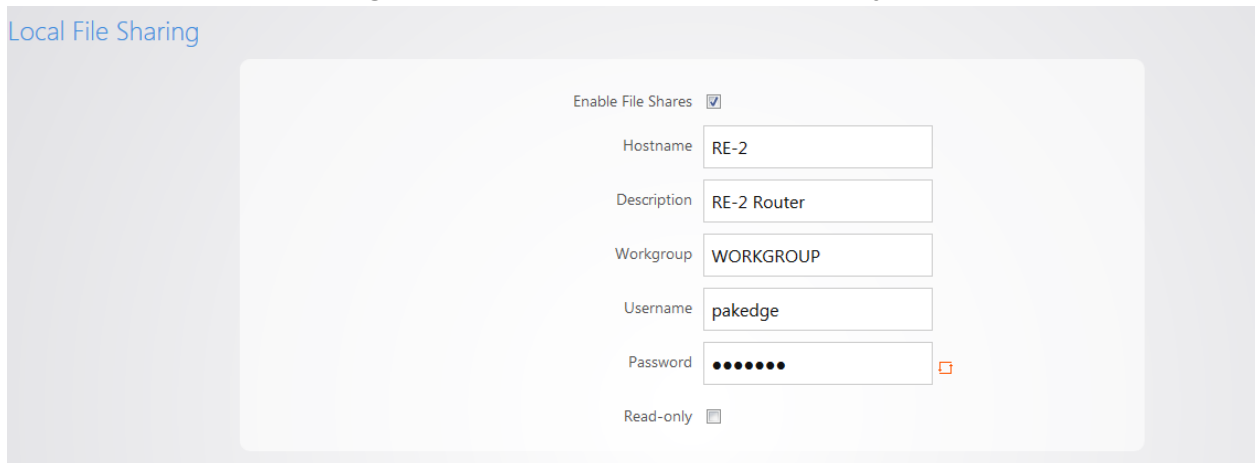 Local File Sharing
Enable File Shares
Hostname RE-2
Description RE-2 Router
Workgroup WORKGROUP
Username pakedge
Password ●●●●●●●
Read-only